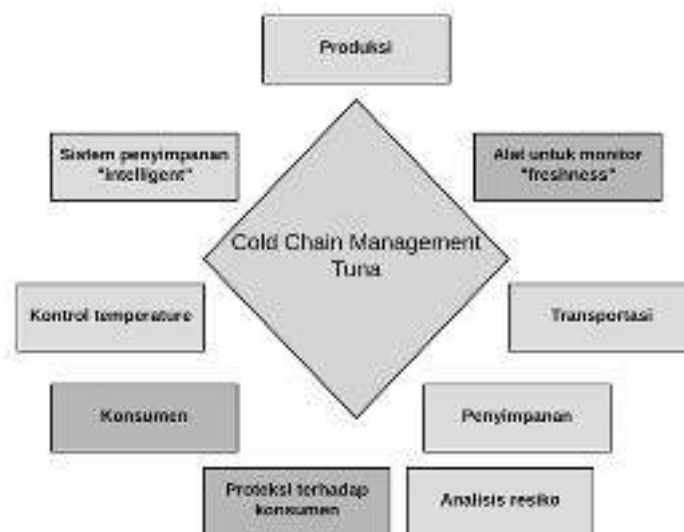 Produksi
Sistem penyimpanan
"intelligent"
Alat untuk monitor
"freshness"
Cold Chain Management
Tuna
Kontrol temperature
Transportasi
Konsumen
Penyimpanan
Proteksi terhadap
konsumen
Analisis resiko